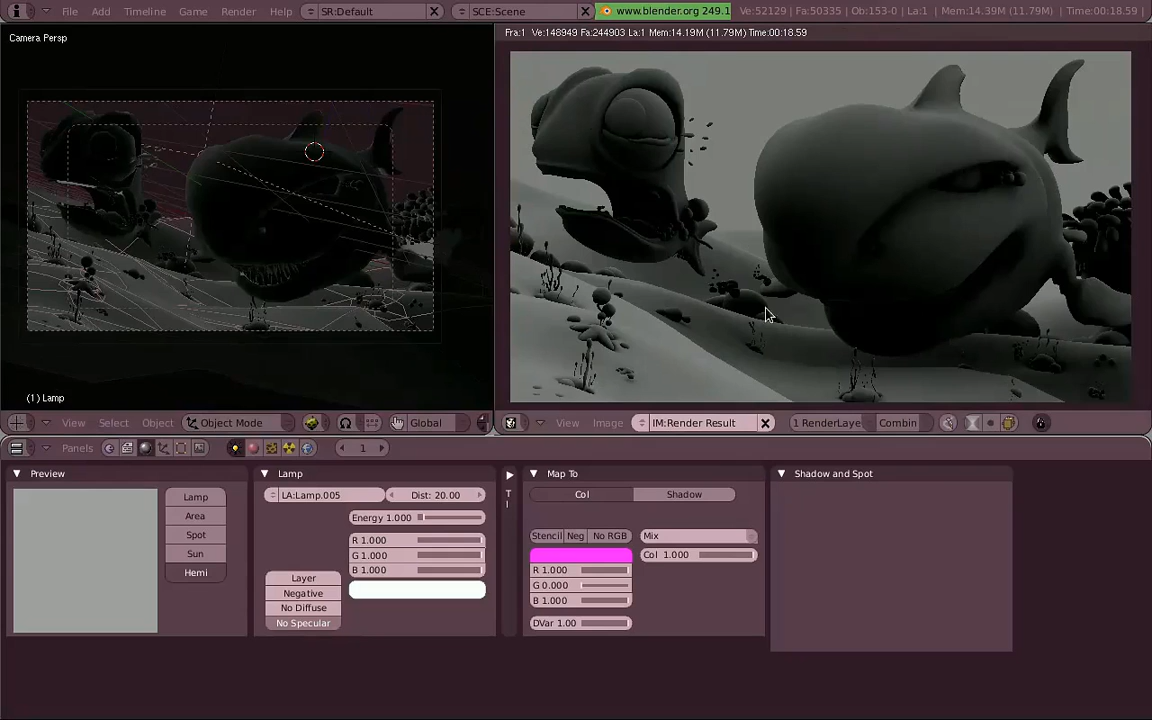 File Add Timeline Game Render Help SR:Default SCE:Scene www.blender.org 249.1 Ve:52129 Fa:50335 Ob:153-0 La:1 Mem:14.39M (11.79M) Time:00:18.59
Camera Persp
Fra:1 Ve:148949 Fa:244903 La:1 Mem:14.19M (11.79M) Time:00:18.59
(1) Lamp
View Select Object Object Mode Global
View Image IM:Render Result 1 RenderLaye Combin
Panels 1
Preview
Lamp
Area
Spot
Sun
Hemi
Lamp
LA:Lamp.005 Dist: 20.00
Energy 1.000
R 1.000
G 1.000
B 1.000
Layer
Negative
No Diffuse
No Specular
T
Map To
Col Shadow
Stencil Neg No RGB Mix
Col 1.000
R 1.000
G 0.000
B 1.000
DVar 1.00
Shadow and Spot